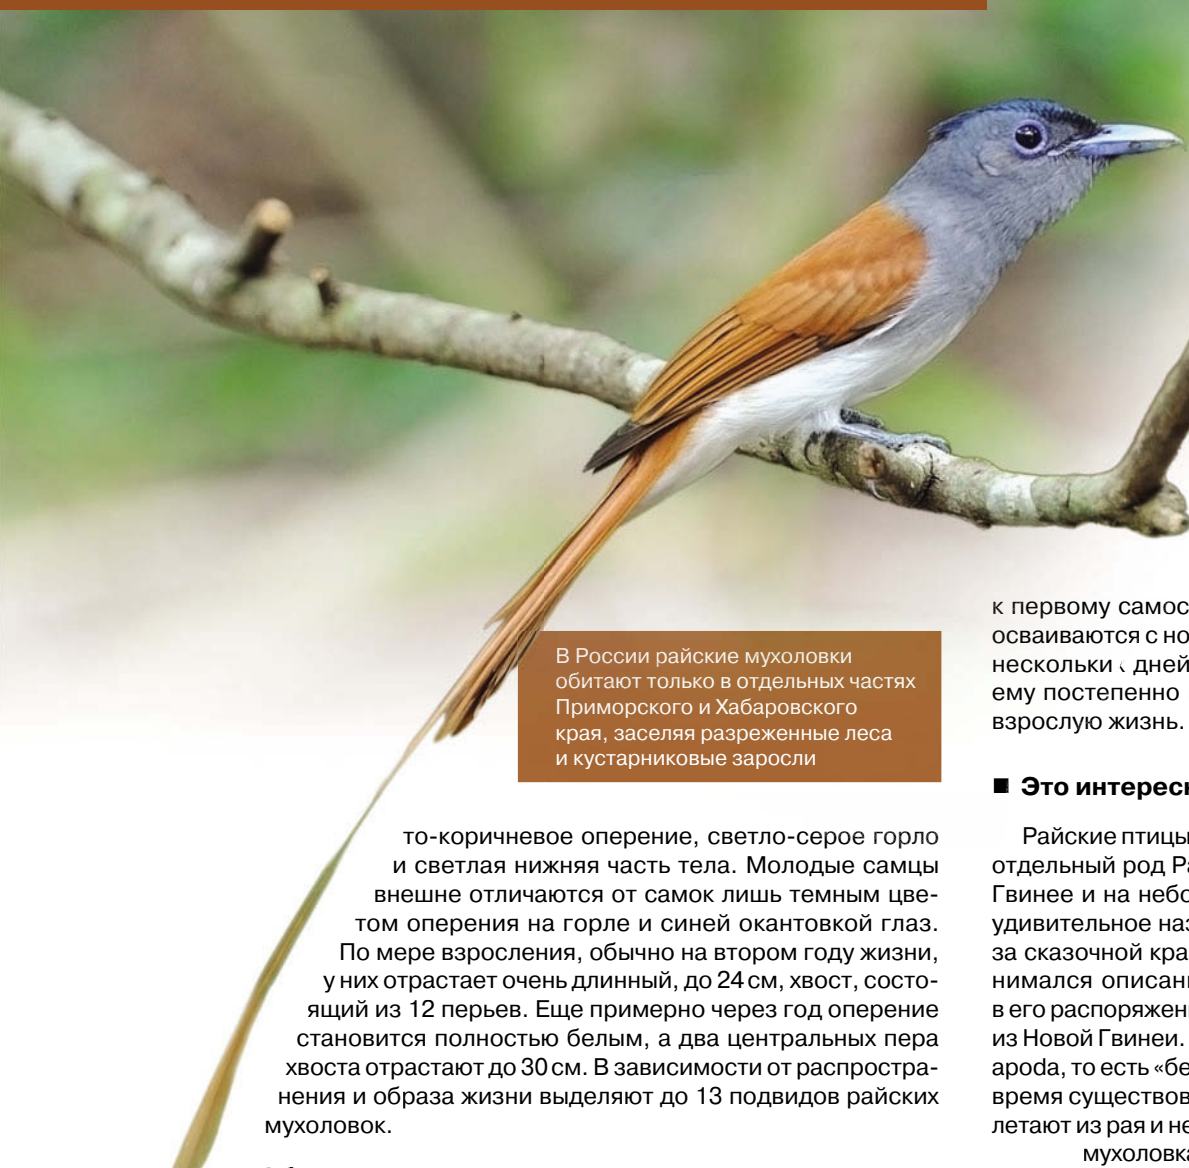 В России райские мухоловки
обитают только в отдельных частях
Приморского и Хабаровского
края, заселяя разреженные леса
и кустарниковые заросли
то-коричневое оперение, светло-серое горло
и светлая нижняя часть тела. Молодые самцы
внешне отличаются от самок лишь темным цве-
том оперения на горле и синей окантовкой глаз.
По мере взросления, обычно на втором году жизни,
у них отрастает очень длинный, до 24 см, хвост, состо-
ящий из 12 перьев. Еще примерно через год оперение
становится полностью белым, а два центральных пера
хвоста отрастают до 30 см. В зависимости от распростра-
нения и образа жизни выделяют до 13 подвидов райских
мухоловок.
к первому самос
осваиваются с но
нескольки дней
ему постепенно
взрослую жизнь.
■ Это интересн
Райские птицы
отдельный род Pa
Гвинее и на небо
удивительное наз
за сказочной кра
нимался описан
в его распоряжен
из Новой Гвинеи.
apoda, то есть «бе
время существов
летают из рая и не
мухоловка